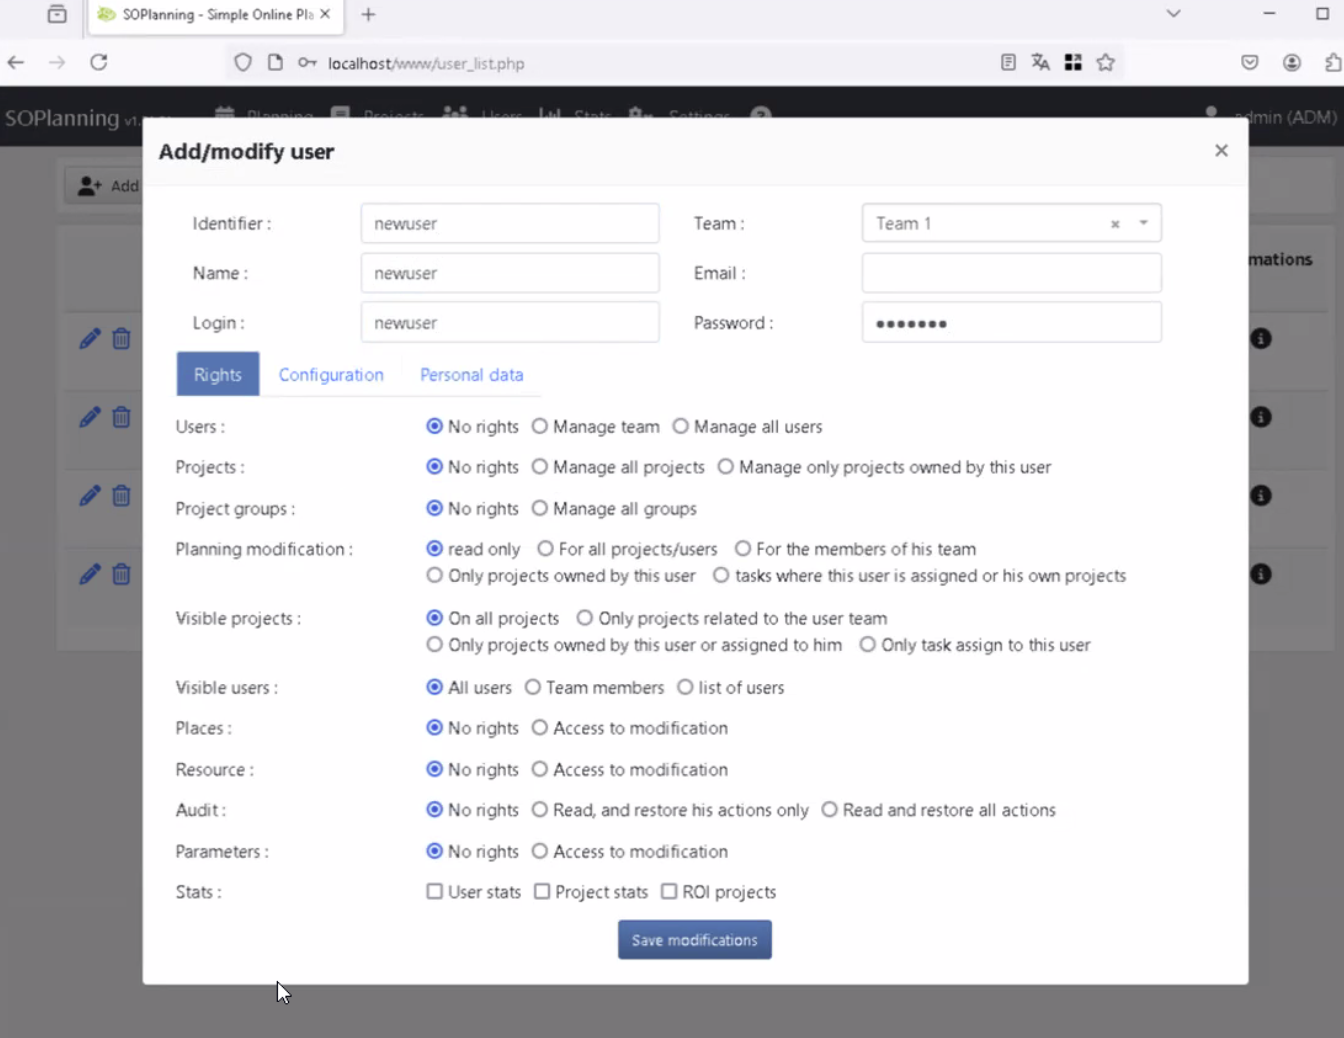 SOPlanning - Simple Online Pla
localhost/www/user_list.php
SOPlanning Planning Projects Users Stats Settings admin (ADM)
Add/modify user
Add
Identifier : newuser Team : Team 1
Name : newuser Email :
mations
Login : newuser Password : •••••••
Rights Configuration Personal data
Users : No rights Manage team Manage all users
Projects : No rights Manage all projects Manage only projects owned by this user
Project groups : No rights Manage all groups
Planning modification : read only For all projects/users For the members of his team
Only projects owned by this user tasks where this user is assigned or his own projects
Visible projects : On all projects Only projects related to the user team
Only projects owned by this user or assigned to him Only task assign to this user
Visible users : All users Team members list of users
Places : No rights Access to modification
Resource : No rights Access to modification
Audit : No rights Read, and restore his actions only Read and restore all actions
Parameters : No rights Access to modification
Stats : User stats Project stats ROI projects
Save modifications